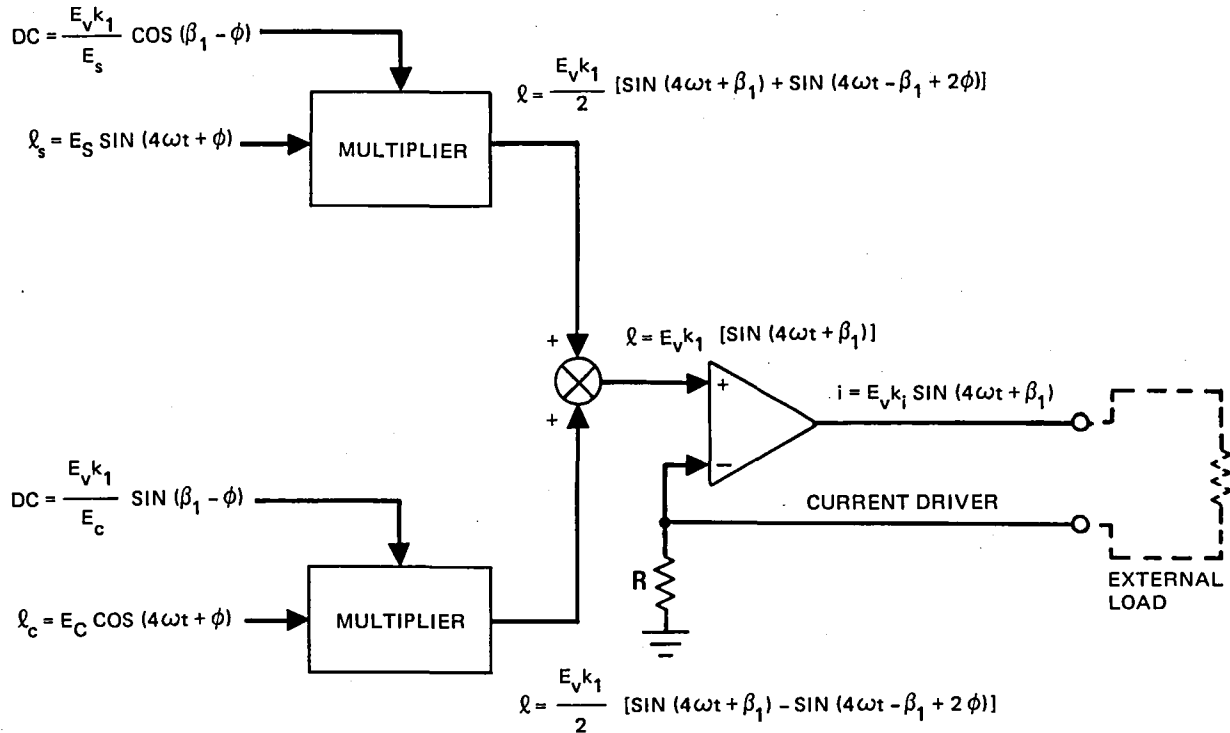 DC = E_v k_1 / E_s COS (β_1 – ϕ)
ℓ = E_v k_1 / 2 [SIN (4ωt + β_1) + SIN (4ωt – β_1 + 2ϕ)]
ℓ_s = E_S SIN (4ωt + ϕ)
MULTIPLIER
+
ℓ = E_v k_1 [SIN (4ωt + β_1)]
+
+
i = E_v k_i SIN (4ωt + β_1)
–
DC = E_v k_1 / E_c SIN (β_1 – ϕ)
CURRENT DRIVER
R
EXTERNAL
LOAD
ℓ_c = E_C COS (4ωt + ϕ)
MULTIPLIER
ℓ = E_v k_1 / 2 [SIN (4ωt + β_1) – SIN (4ωt – β_1 + 2ϕ)]